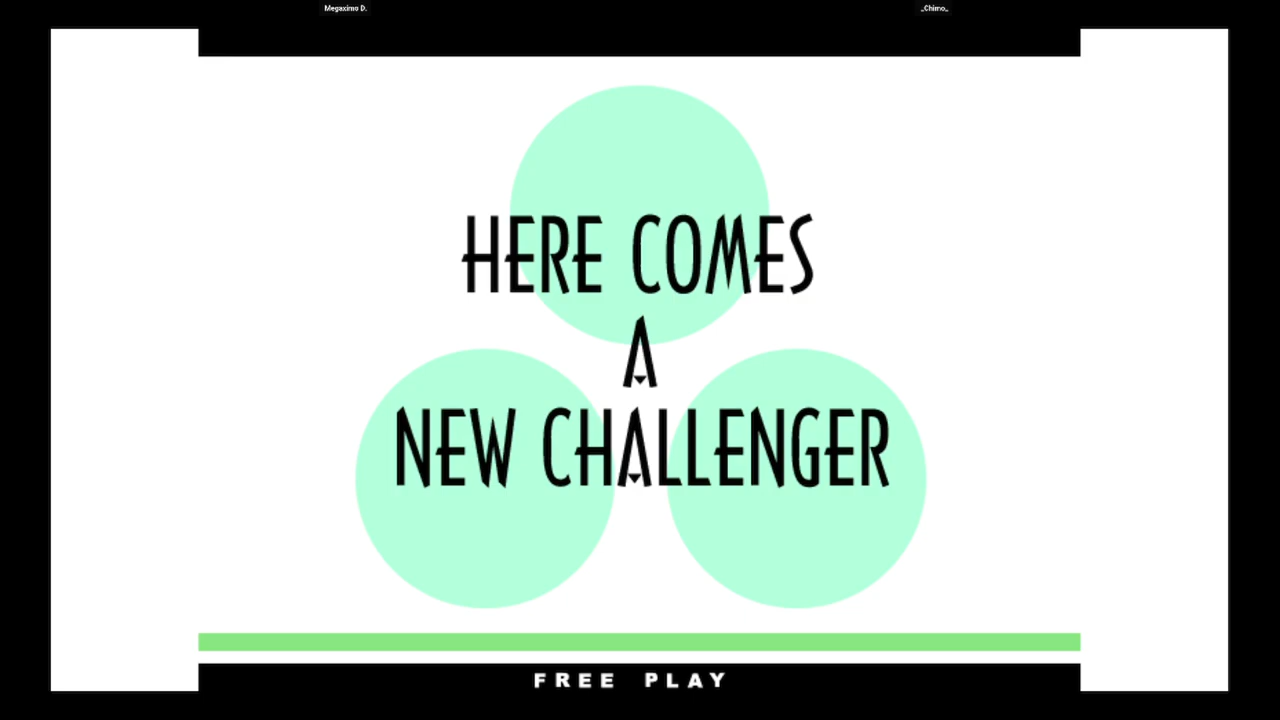 Megaximo D.
_Chimo_
HERE COMES
A
NEW CHALLENGER
FREE PLAY